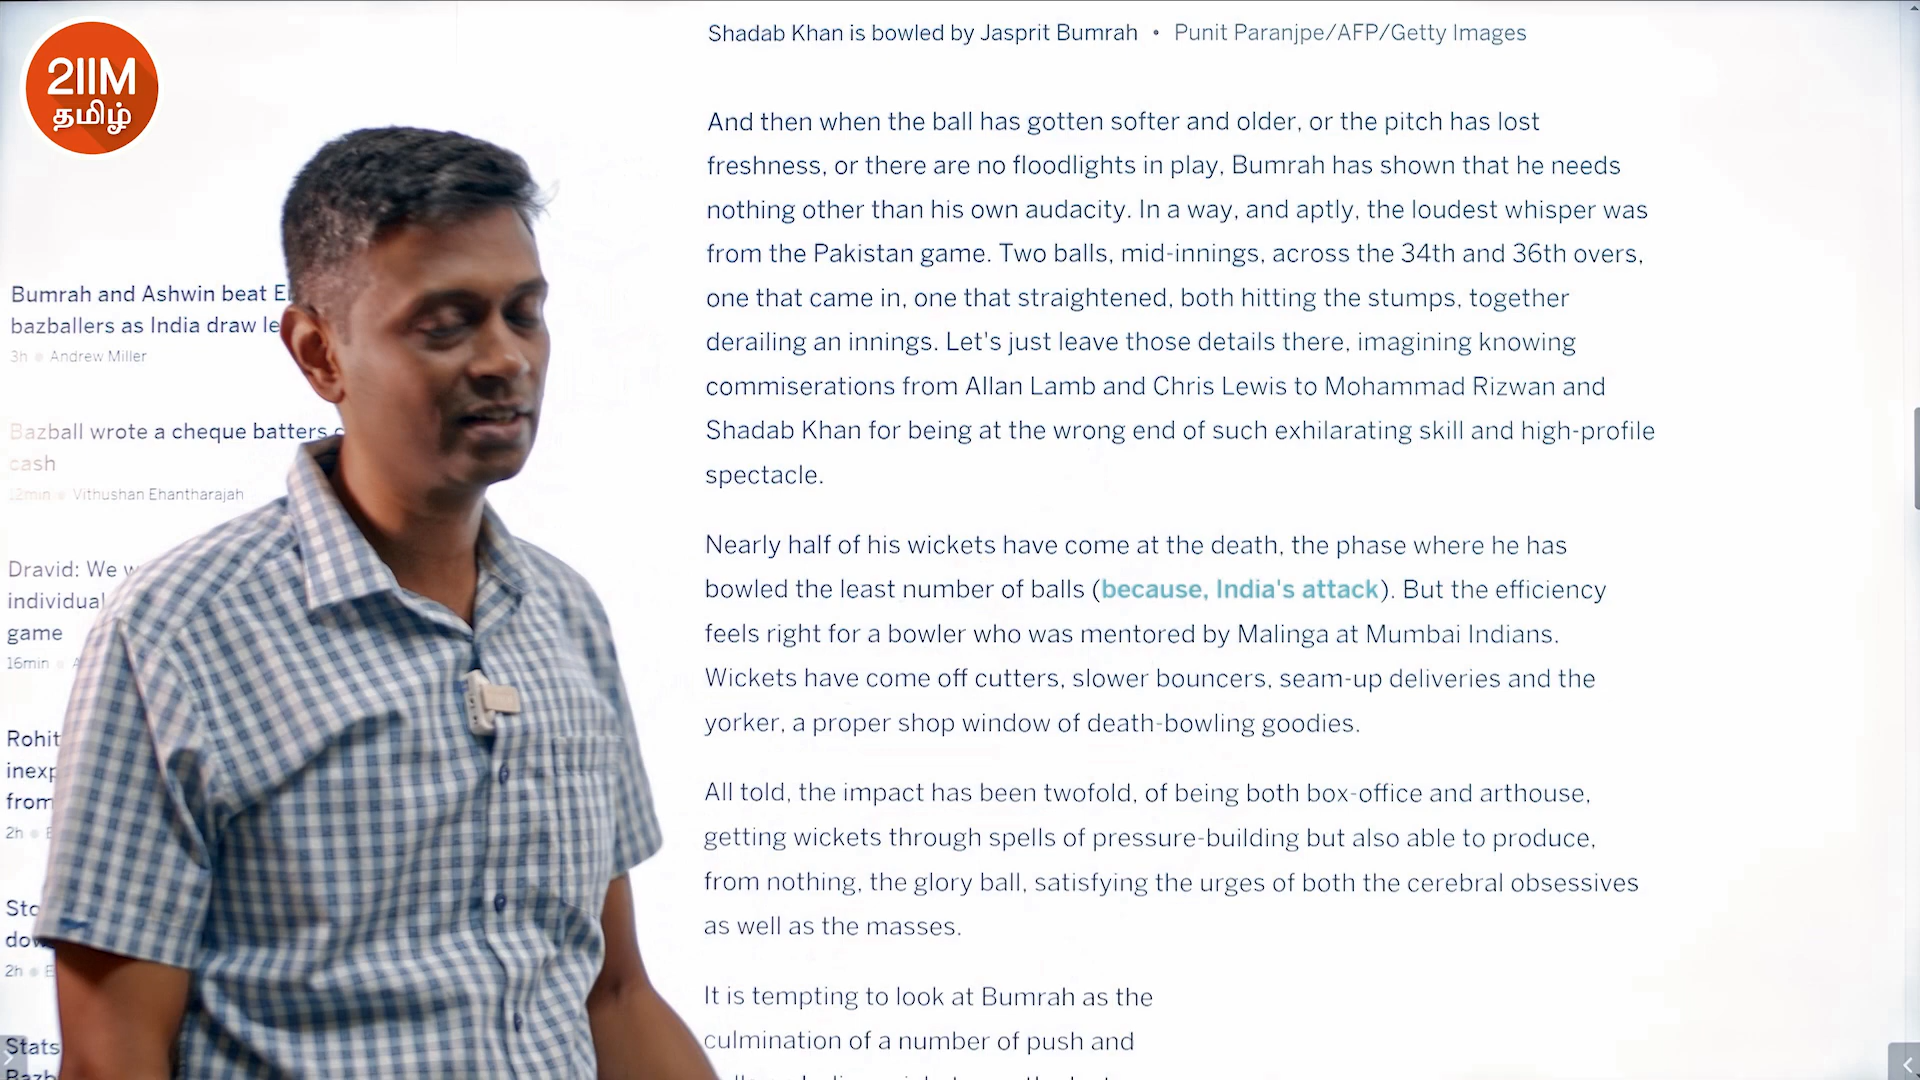 2IIM
தமிழ்
Shadab Khan is bowled by Jasprit Bumrah • Punit Paranjpe/AFP/Getty Images
And then when the ball has gotten softer and older, or the pitch has lost
freshness, or there are no floodlights in play, Bumrah has shown that he needs
nothing other than his own audacity. In a way, and aptly, the loudest whisper was
from the Pakistan game. Two balls, mid-innings, across the 34th and 36th overs,
one that came in, one that straightened, both hitting the stumps, together
derailing an innings. Let's just leave those details there, imagining knowing
commiserations from Allan Lamb and Chris Lewis to Mohammad Rizwan and
Shadab Khan for being at the wrong end of such exhilarating skill and high-profile
spectacle.
Nearly half of his wickets have come at the death, the phase where he has
bowled the least number of balls (because, India's attack). But the efficiency
feels right for a bowler who was mentored by Malinga at Mumbai Indians.
Wickets have come off cutters, slower bouncers, seam-up deliveries and the
yorker, a proper shop window of death-bowling goodies.
All told, the impact has been twofold, of being both box-office and arthouse,
getting wickets through spells of pressure-building but also able to produce,
from nothing, the glory ball, satisfying the urges of both the cerebral obsessives
as well as the masses.
It is tempting to look at Bumrah as the
culmination of a number of push and
Bumrah and Ashwin beat
bazballers as India draw
3h Andrew Miller
Bazball wrote a cheque batters
cash
12min Vithushan Ehantharajah
Dravid: We
individual
game
16min
Rohit
from
2h
2h
Stats